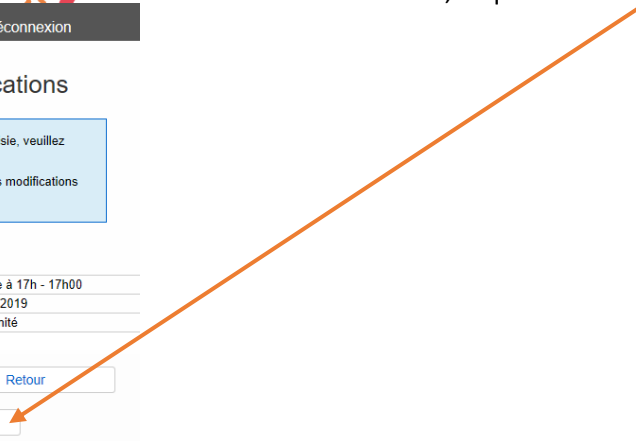 éconnexion
cations
sie, veuillez
s modifications
e à 17h - 17h00
2019
nité
Retour